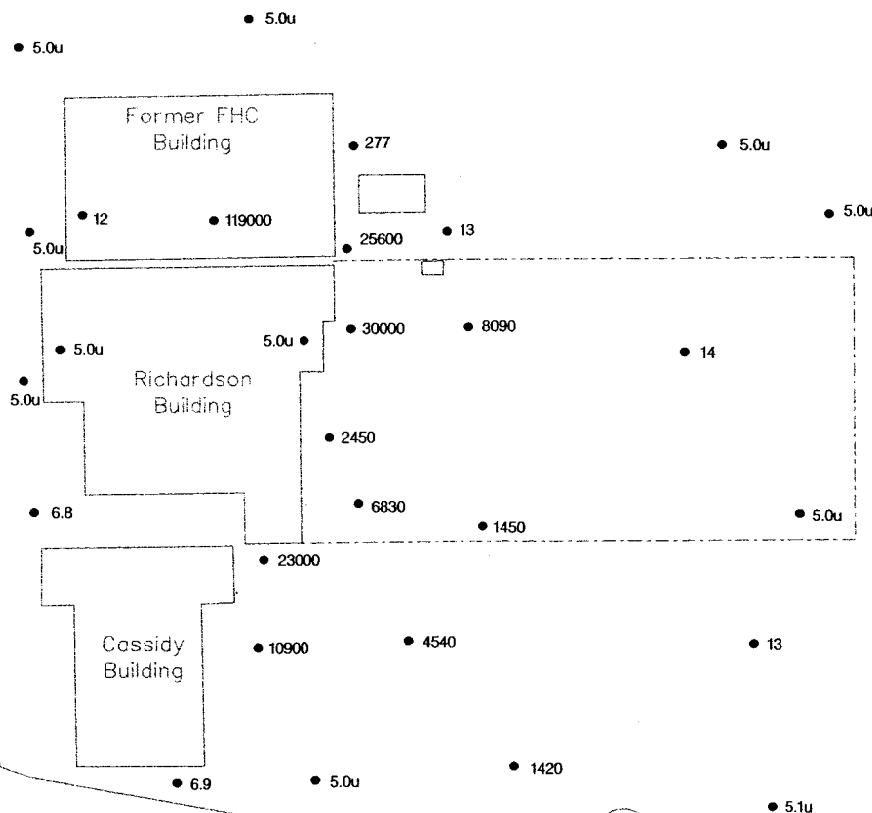 5.0u
5.0u
Former FHC
Building
277
5.0u
5.0u
12
119000
13
5.0u
25600
30000
8090
5.0u
5.0u
14
Richardson
Building
5.0u
2450
6830
6.8
1450
5.0u
23000
Cassidy
Building
10900
4540
13
1420
6.9
5.0u
5.1u